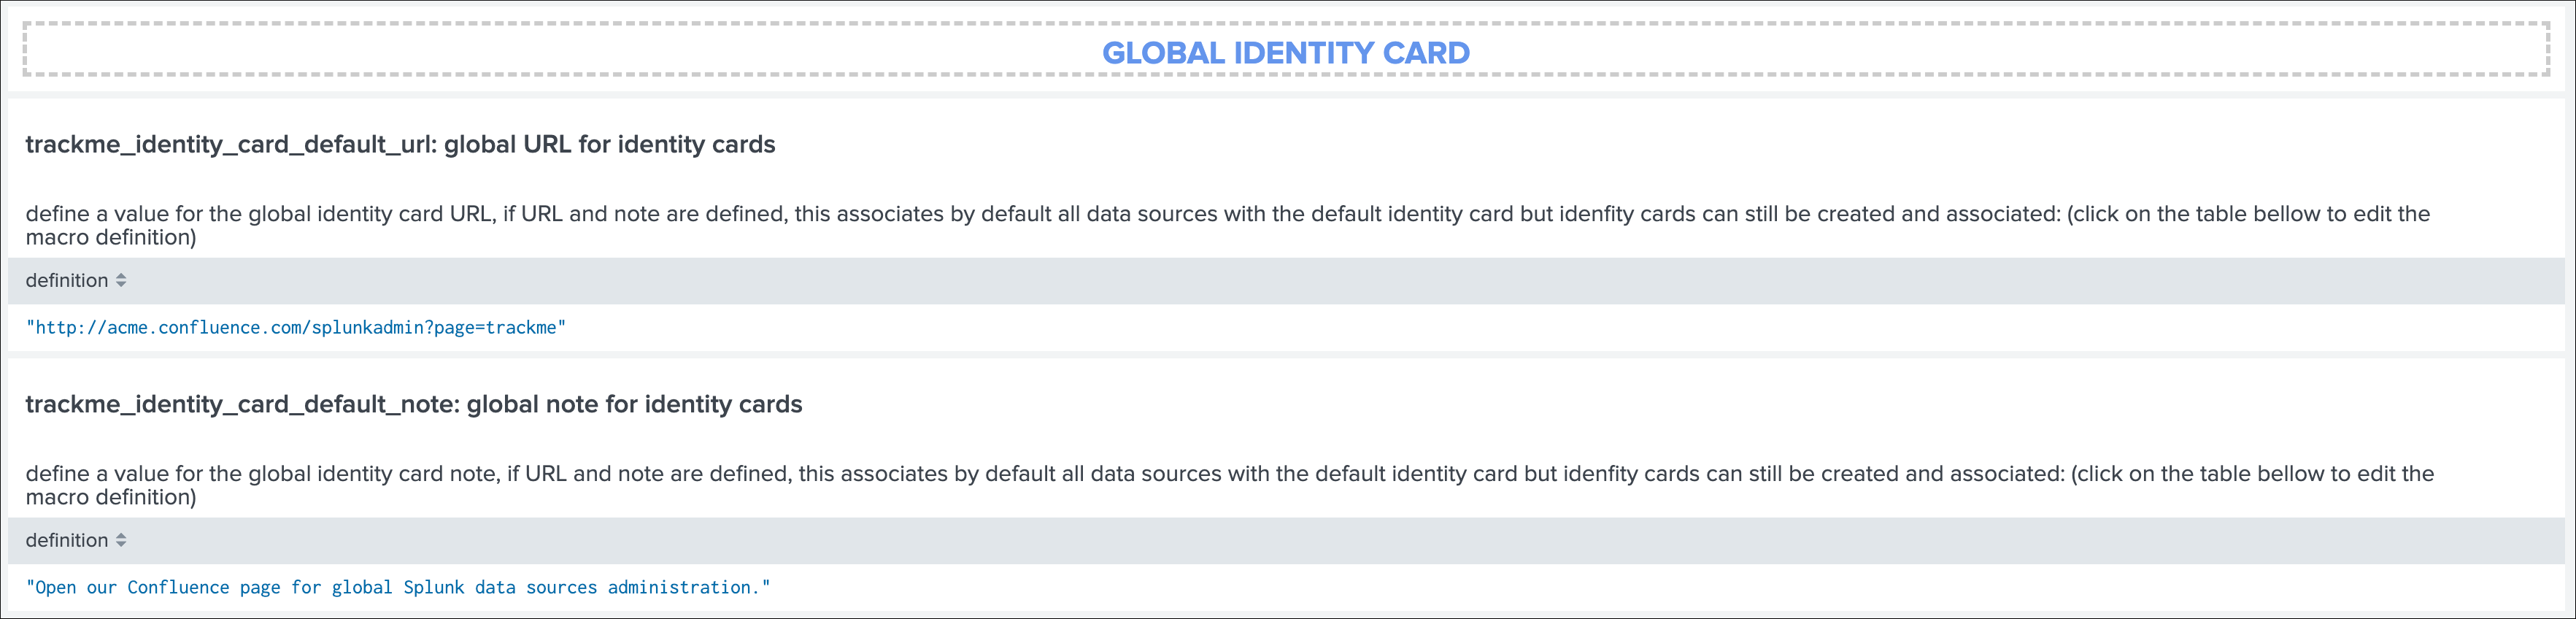 GLOBAL IDENTITY CARD
trackme_identity_card_default_url: global URL for identity cards
define a value for the global identity card URL, if URL and note are defined, this associates by default all data sources with the default identity card but idenfity cards can still be created and associated: (click on the table bellow to edit the
macro definition)
definition
"http://acme.confluence.com/splunkadmin?page=trackme"
trackme_identity_card_default_note: global note for identity cards
define a value for the global identity card note, if URL and note are defined, this associates by default all data sources with the default identity card but idenfity cards can still be created and associated: (click on the table bellow to edit the
macro definition)
definition
"Open our Confluence page for global Splunk data sources administration."